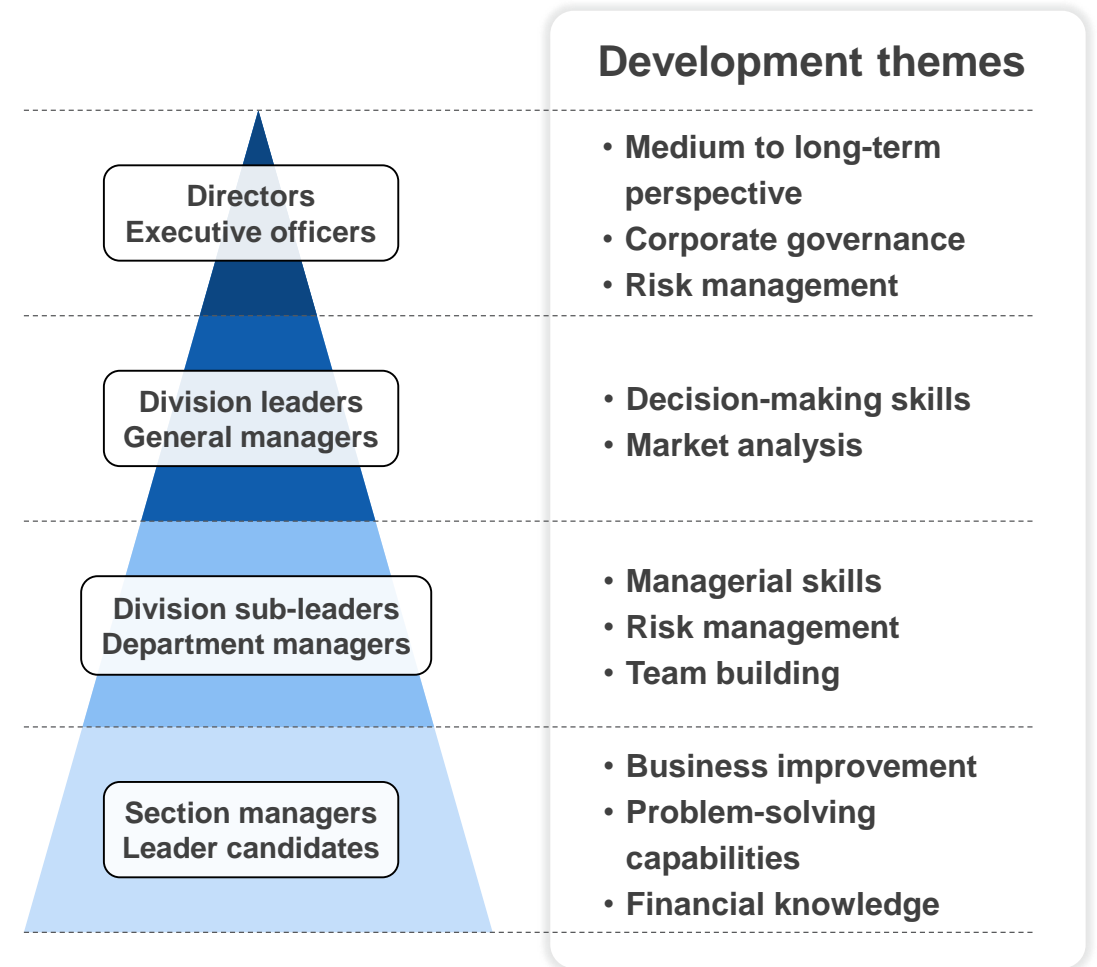 Development themes
Directors
Executive officers
・Medium to long-term
perspective
・Corporate governance
・Risk management
Division leaders
General managers
・Decision-making skills
・Market analysis
Division sub-leaders
Department managers
・Managerial skills
・Risk management
・Team building
Section managers
Leader candidates
・Business improvement
・Problem-solving
capabilities
・Financial knowledge